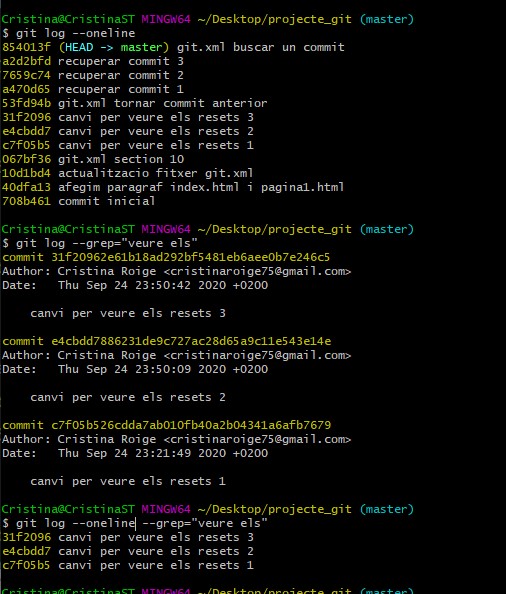 Cristina@CristinaST MINGW64 ~/Desktop/projecte_git (master)
$ git log --oneline
854013f (HEAD -> master) git.xml buscar un commit
a2d2bfd recuperar commit 3
7659c74 recuperar commit 2
a470d65 recuperar commit 1
53fd94b git.xml tornar commit anterior
31f2096 canvi per veure els resets 3
e4cbdd7 canvi per veure els resets 2
c7f05b5 canvi per veure els resets 1
067bf36 git.xml section 10
10d1bd4 actualitzacio fitxer git.xml
40dfa13 afegim paragraf index.html i pagina1.html
708b461 commit inicial
Cristina@CristinaST MINGW64 ~/Desktop/projecte_git (master)
$ git log --grep="veure els"
commit 31f20962e61b18ad292bf5481eb6aee0b7e246c5
Author: Cristina Roige <cristinaroige75@gmail.com>
Date:   Thu Sep 24 23:50:42 2020 +0200
canvi per veure els resets 3
commit e4cbdd7886231de9c727ac28d65a9c11e543e14e
Author: Cristina Roige <cristinaroige75@gmail.com>
Date:   Thu Sep 24 23:50:09 2020 +0200
canvi per veure els resets 2
commit c7f05b526cdda7ab010fb40a2b04341a6afb7679
Author: Cristina Roige <cristinaroige75@gmail.com>
Date:   Thu Sep 24 23:21:49 2020 +0200
canvi per veure els resets 1
Cristina@CristinaST MINGW64 ~/Desktop/projecte_git (master)
$ git log --oneline --grep="veure els"
31f2096 canvi per veure els resets 3
e4cbdd7 canvi per veure els resets 2
c7f05b5 canvi per veure els resets 1
Cristina@CristinaST MINGW64 ~/Desktop/projecte_git (master)